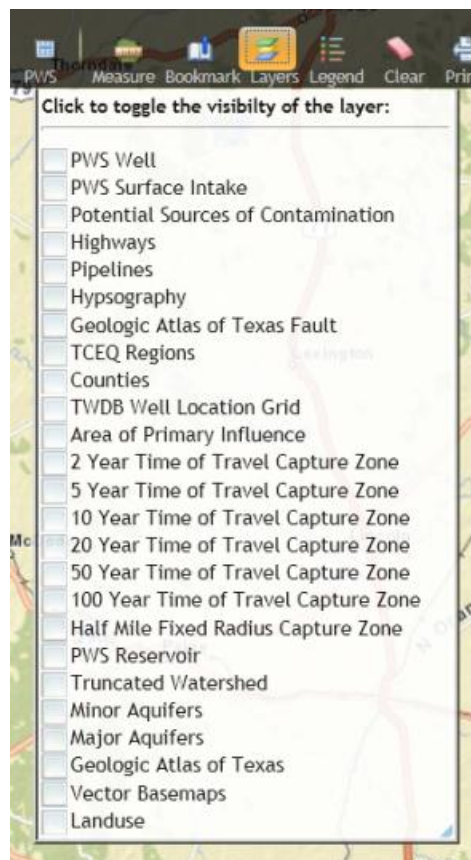 Thorndale
79
PWS Measure Bookmark Layers Legend Clear Prin
Click to toggle the visibilty of the layer:
PWS Well
PWS Surface Intake
Potential Sources of Contamination
Highways
Pipelines
Hypsography
Geologic Atlas of Texas Fault
TCEQ Regions
Lexington
Counties
TWDB Well Location Grid
Area of Primary Influence
2 Year Time of Travel Capture Zone
5 Year Time of Travel Capture Zone
10 Year Time of Travel Capture Zone
20 Year Time of Travel Capture Zone
50 Year Time of Travel Capture Zone
100 Year Time of Travel Capture Zone
Half Mile Fixed Radius Capture Zone
PWS Reservoir
Truncated Watershed
Minor Aquifers
Major Aquifers
Geologic Atlas of Texas
Vector Basemaps
Landuse